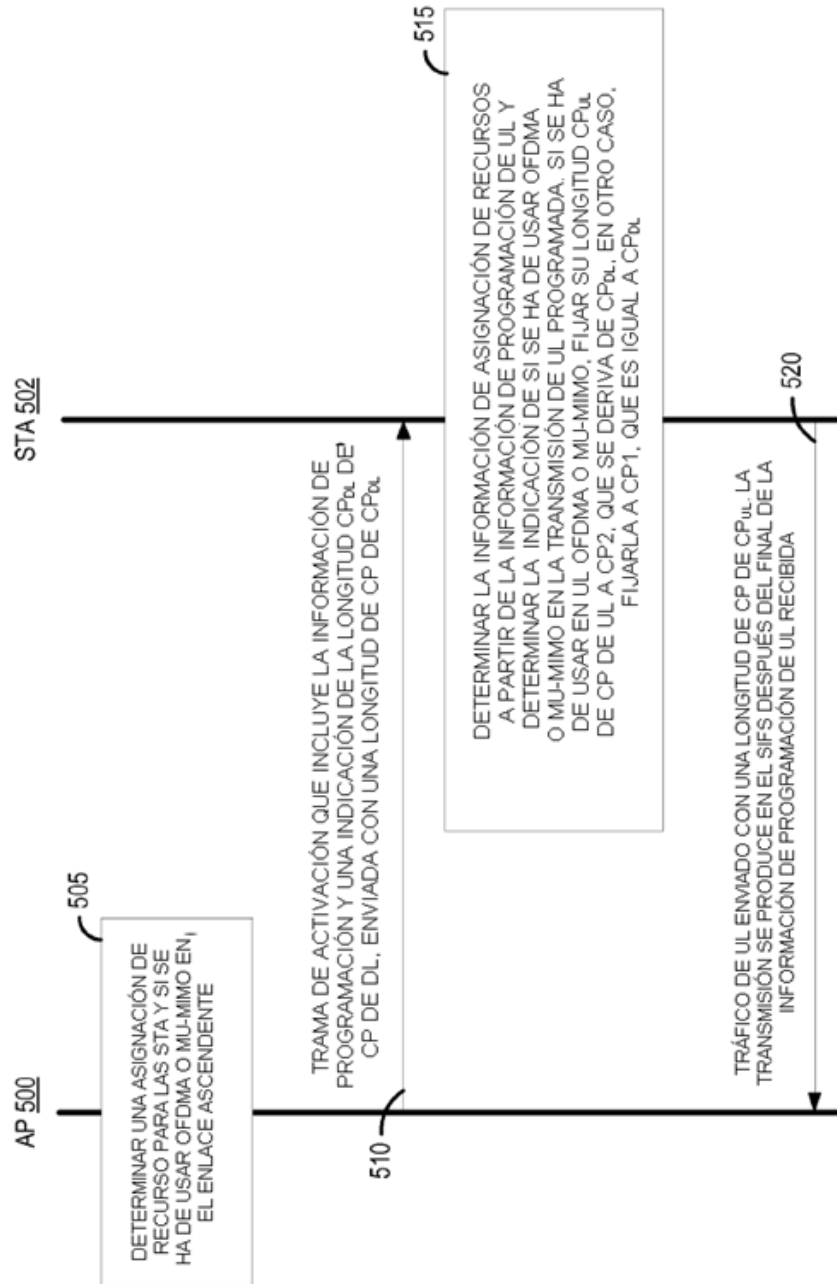 AP 500
STA 502
505
DETERMINAR UNA ASIGNACIÓN DE
RECURSO PARA LAS STA Y SI SE
HA DE USAR OFDMA O MU-MIMO EN
EL ENLACE ASCENDENTE
TRAMA DE ACTIVACIÓN QUE INCLUYE LA INFORMACIÓN DE
PROGRAMACIÓN Y UNA INDICACIÓN DE LA LONGITUD CPDL DE
CP DE DL, ENVIADA CON UNA LONGITUD DE CP DE CPDL
510
515
DETERMINAR LA INFORMACIÓN DE ASIGNACIÓN DE RECURSOS
A PARTIR DE LA INFORMACIÓN DE PROGRAMACIÓN DE UL Y
DETERMINAR LA INDICACIÓN DE SI SE HA DE USAR OFDMA
O MU-MIMO EN LA TRANSMISIÓN DE UL PROGRAMADA. SI SE HA
DE USAR EN UL OFDMA O MU-MIMO, FIJAR SU LONGITUD CPUL
DE CP DE UL A CP2, QUE SE DERIVA DE CPDL, EN OTRO CASO,
FIJARLA A CP1, QUE ES IGUAL A CPDL
TRÁFICO DE UL ENVIADO CON UNA LONGITUD DE CP DE CPUL. LA
TRANSMISIÓN SE PRODUCE EN EL SIFS DESPUÉS DEL FINAL DE LA
INFORMACIÓN DE PROGRAMACIÓN DE UL RECIBIDA
520